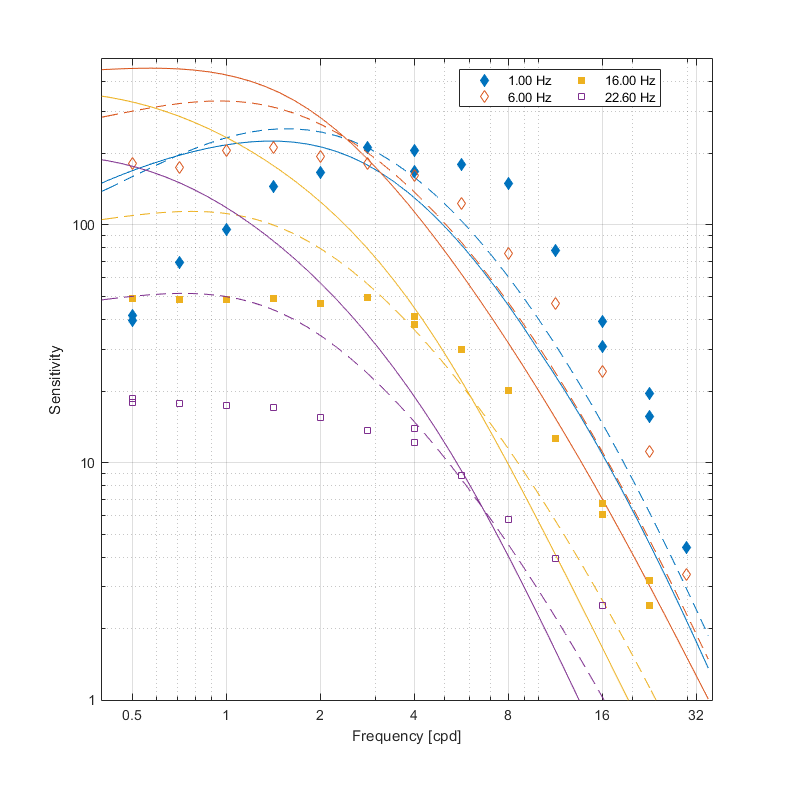 1.00 Hz 16.00 Hz
6.00 Hz 22.60 Hz
Sensitivity
100
10
1
0.5 1 2 4 8 16 32
Frequency [cpd]